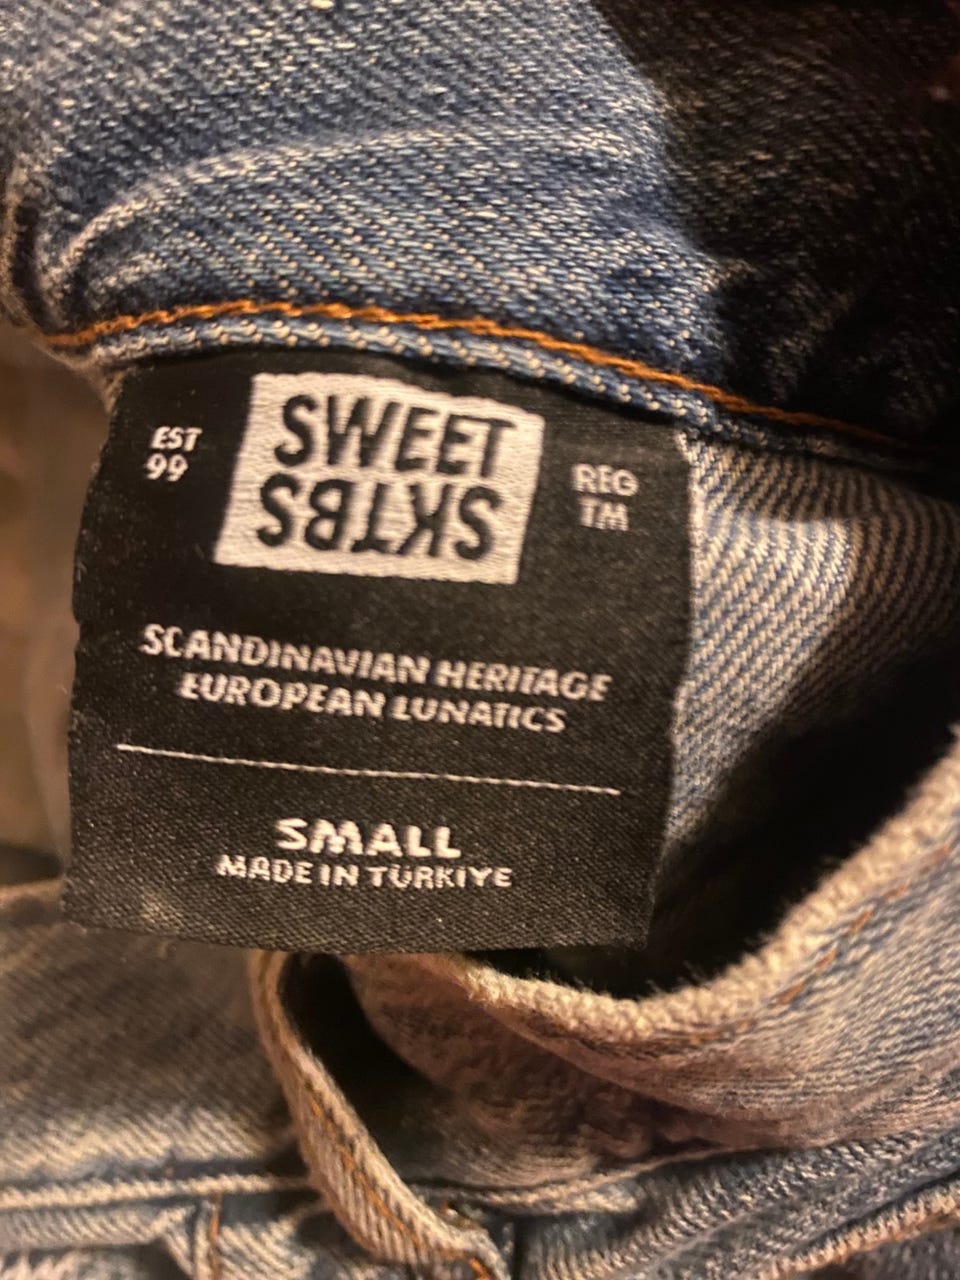 EST
99
SWEET
SKTBS
REG
TM
SCANDINAVIAN HERITAGE
EUROPEAN LUNATICS
SMALL
MADE IN TÜRKIYE